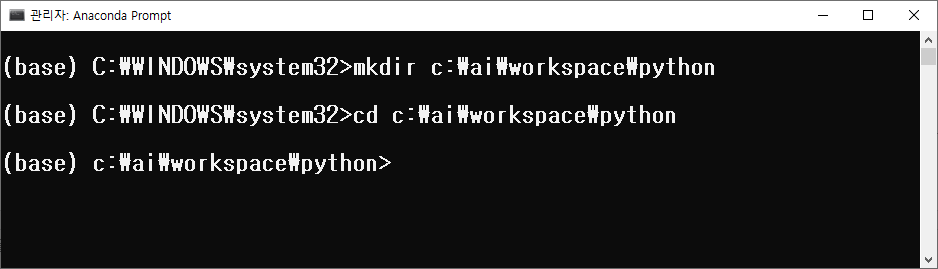 관리자: Anaconda Prompt
(base) C:₩WINDOWS₩system32>mkdir c:₩ai₩workspace₩python
(base) C:₩WINDOWS₩system32>cd c:₩ai₩workspace₩python
(base) c:₩ai₩workspace₩python>